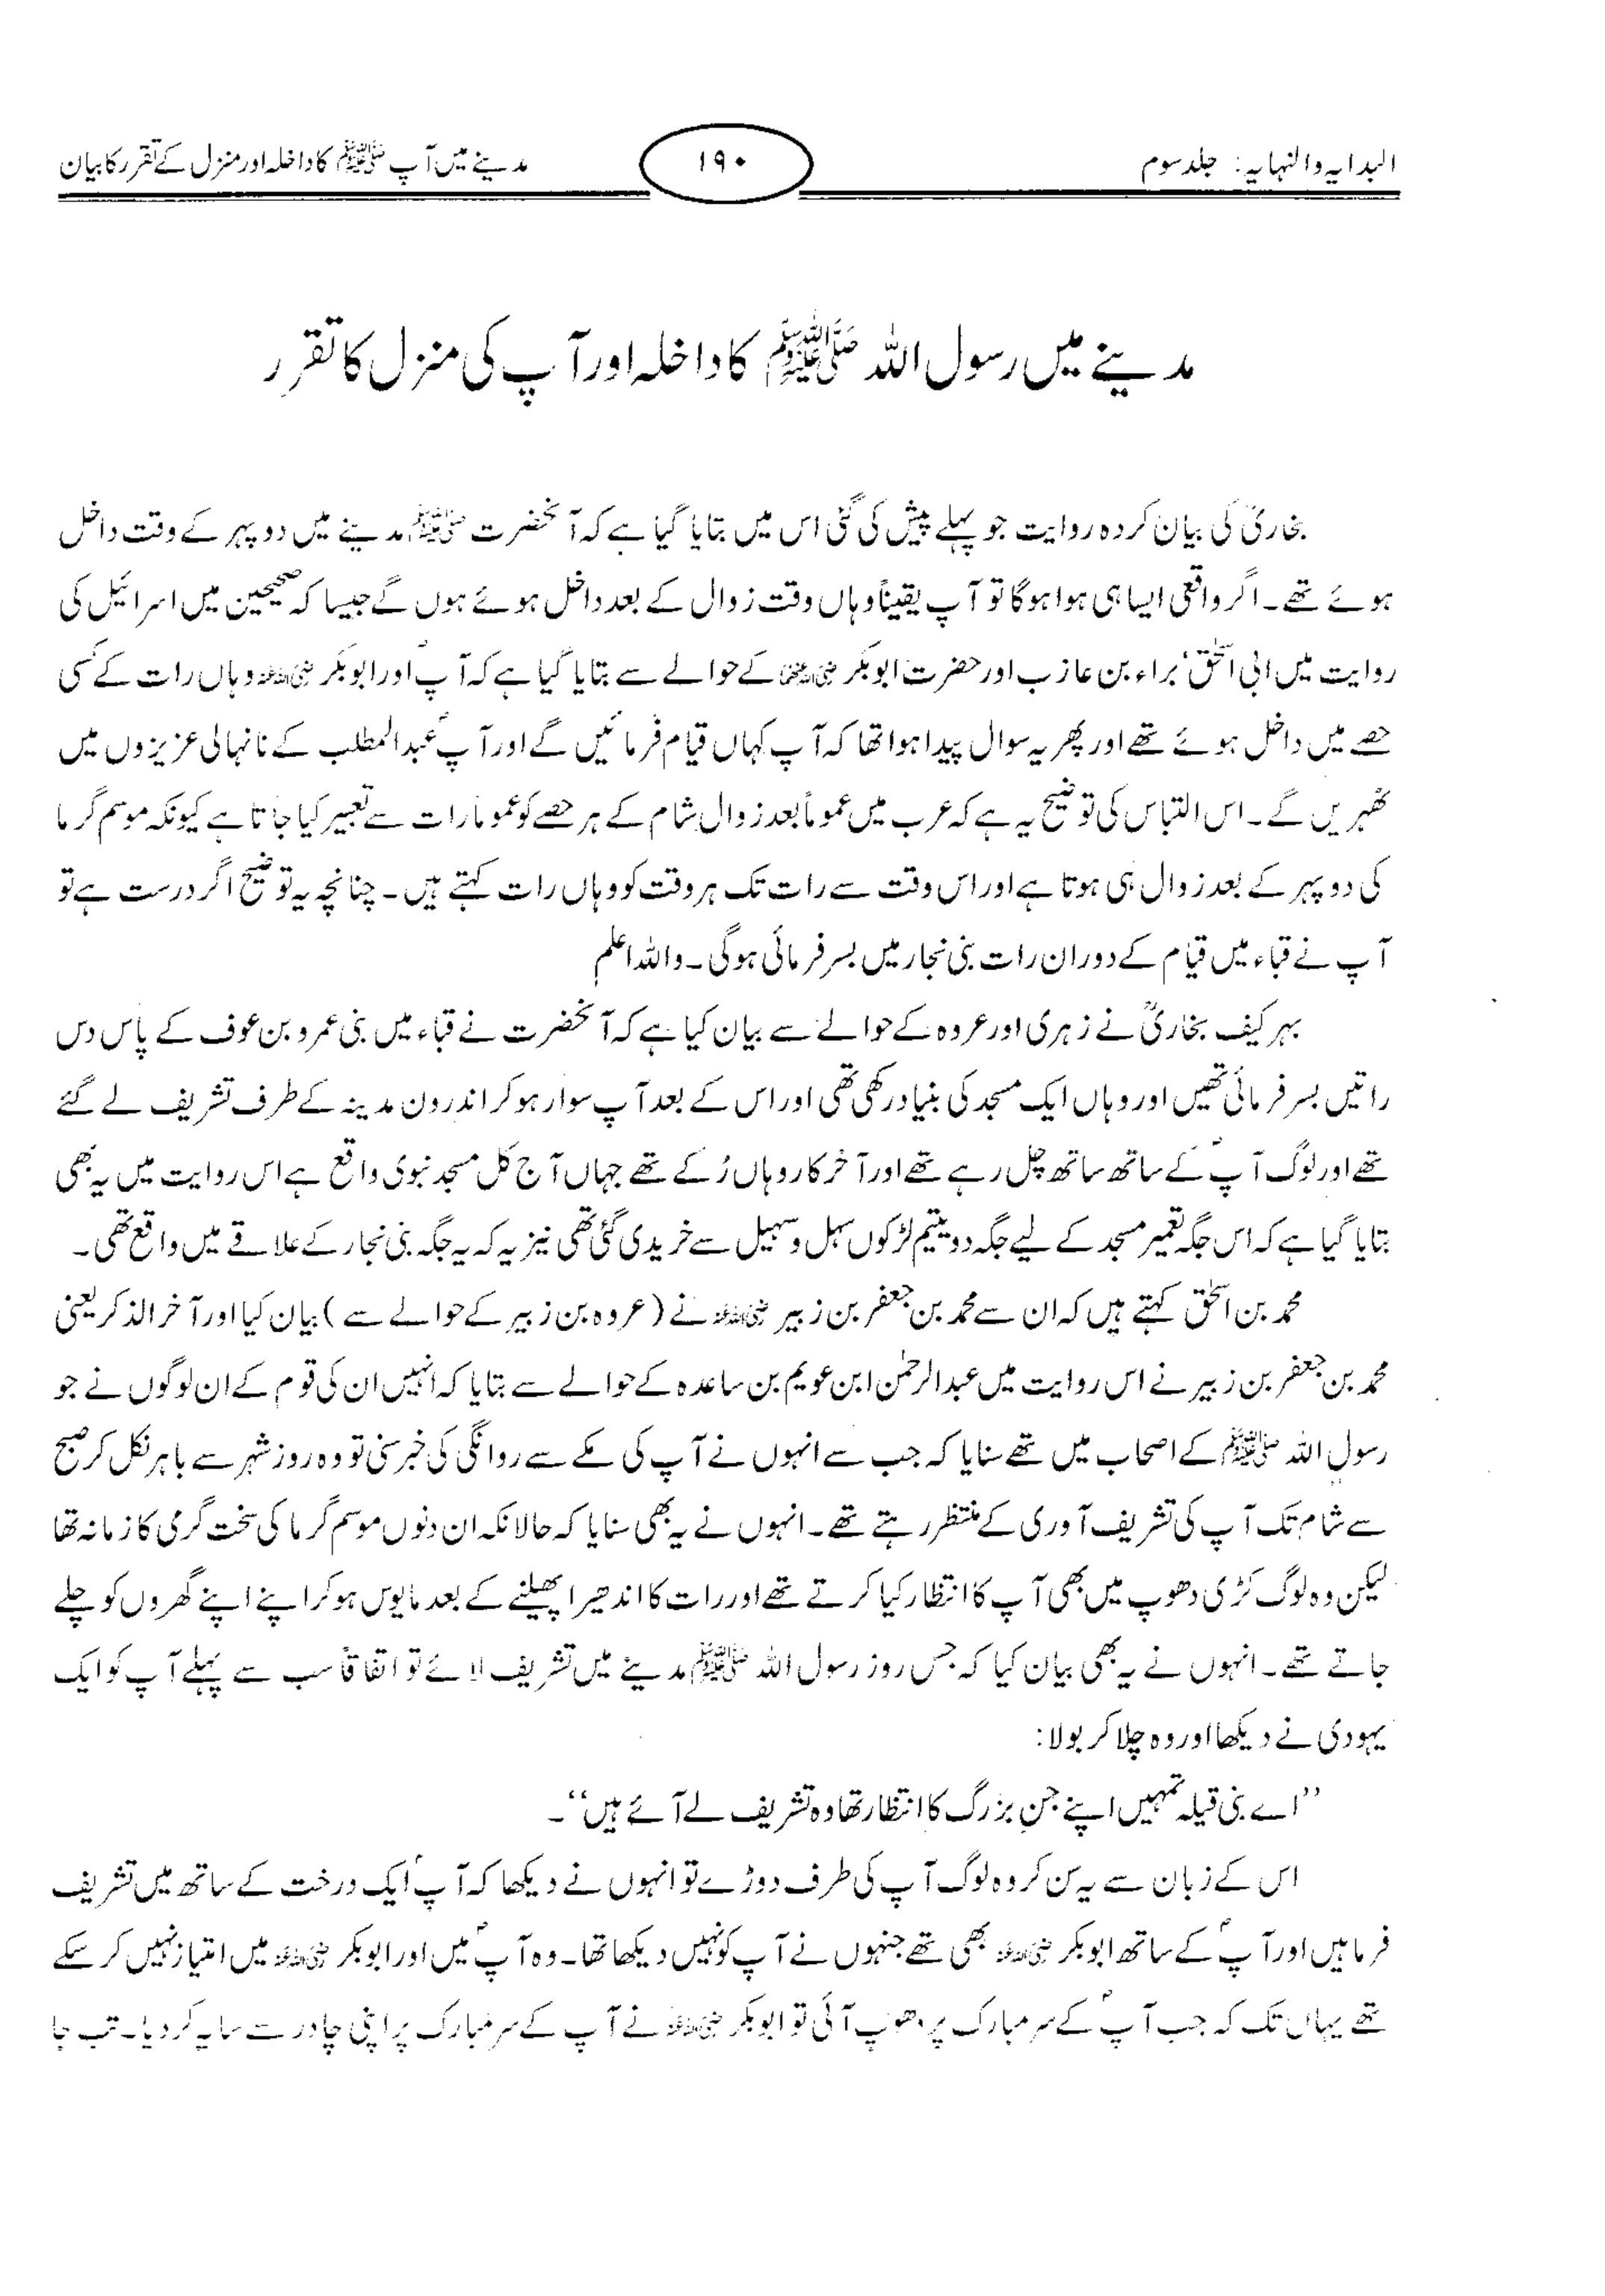 البدایہ والنہایہ: جلد سوم
۱۹۰
مدینے میں آپ ﷺ کا داخلہ اور منزل کے تقرر کا بیان
مدینے میں رسول اللہ ﷺ کا داخلہ اور آپ کی منزل کا تقرر
بخاریؒ کی بیان کردہ روایت جو پہلے پیش کی گئی اس میں بتایا گیا ہے کہ آنحضرت ﷺ مدینے میں دوپہر کے وقت داخل
ہوئے تھے۔ اگر واقعی ایسا ہی ہوا ہوگا تو آپ یقیناً وہاں وقت زوال کے بعد داخل ہوئے ہوں گے جیسا کہ صحیحین میں اسرائیل کی
روایت میں ابی اسحٰق' براء بن عازب اور حضرت ابوبکر رضی اللہ عنہ کے حوالے سے بتایا گیا ہے کہ آپؐ اور ابوبکر رضی اللہ عنہ وہاں رات کے کسی
حصے میں داخل ہوئے تھے اور پھر یہ سوال پیدا ہوا تھا کہ آپ کہاں قیام فرمائیں گے اور آپؐ عبدالمطلب کے نانہالی عزیزوں میں
ٹھہریں گے۔ اس التباس کی توضیح یہ ہے کہ عرب میں عموماً بعد زوال شام کے ہر حصے کو عموماً رات سے تعبیر کیا جاتا ہے کیونکہ موسم گرما
کی دوپہر کے بعد زوال ہی ہوتا ہے اور اس وقت سے رات تک ہر وقت کو وہاں رات کہتے ہیں۔ چنانچہ یہ توضیح اگر درست ہے تو
آپ نے قباء میں قیام کے دوران رات بنی نجار میں بسر فرمائی ہوگی۔ واللہ اعلم
بہر کیف بخاریؒ نے زہری اور عروہ کے حوالے سے بیان کیا ہے کہ آنحضرت نے قباء میں بنی عمرو بن عوف کے پاس دس
راتیں بسر فرمائی تھیں اور وہاں ایک مسجد کی بنیاد رکھی تھی اور اس کے بعد آپ سوار ہو کر اندرون مدینہ کے طرف تشریف لے گئے
تھے اور لوگ آپؐ کے ساتھ ساتھ چل رہے تھے اور آخر کار وہاں رُکے تھے جہاں آج کل مسجد نبوی واقع ہے اس روایت میں یہ بھی
بتایا گیا ہے کہ اس جگہ تعمیر مسجد کے لیے جگہ دو یتیم لڑکوں سہل و سہیل سے خریدی گئی تھی نیز یہ کہ یہ جگہ بنی نجار کے علاقے میں واقع تھی۔
محمد بن اسحٰق کہتے ہیں کہ ان سے محمد بن جعفر بن زبیر رضی اللہ عنہ نے (عروہ بن زبیر کے حوالے سے) بیان کیا اور آخر الذکر یعنی
محمد بن جعفر بن زبیر نے اس روایت میں عبدالرحمٰن ابن عویم بن ساعدہ کے حوالے سے بتایا کہ انہیں ان کی قوم کے ان لوگوں نے جو
رسول اللہ ﷺ کے اصحاب میں تھے سنایا کہ جب سے انہوں نے آپ کی مکے سے روانگی کی خبر سنی تو وہ روز شہر سے باہر نکل کر صبح
سے شام تک آپ کی تشریف آوری کے منتظر رہتے تھے۔ انہوں نے یہ بھی سنایا کہ حالانکہ ان دنوں موسم گرما کی سخت گرمی کا زمانہ تھا
لیکن وہ لوگ کڑی دھوپ میں بھی آپ کا انتظار کیا کرتے تھے اور رات کا اندھیرا پھیلنے کے بعد مایوس ہو کر اپنے اپنے گھروں کو چلے
جاتے تھے۔ انہوں نے یہ بھی بیان کیا کہ جس روز رسول اللہ ﷺ مدینے میں تشریف لائے تو اتفاقاً سب سے پہلے آپ کو ایک
یہودی نے دیکھا اور وہ چلا کر بولا:
"اے بنی قیلہ تمہیں اپنے جن بزرگ کا انتظار تھا وہ تشریف لے آئے ہیں"۔
اس کے زبان سے یہ سن کر وہ لوگ آپ کی طرف دوڑے تو انہوں نے دیکھا کہ آپؐ ایک درخت کے ساتھ میں تشریف
فرما ہیں اور آپؐ کے ساتھ ابوبکر رضی اللہ عنہ بھی تھے جنہوں نے آپ کو نہیں دیکھا تھا۔ وہ آپؐ میں اور ابوبکر رضی اللہ عنہ میں امتیاز نہیں کر سکے
تھے یہاں تک کہ جب آپؐ کے سر مبارک پر دھوپ آئی تو ابوبکر رضی اللہ عنہ نے آپ کے سر مبارک پر اپنی چادر سے سایہ کر دیا۔ تب جا